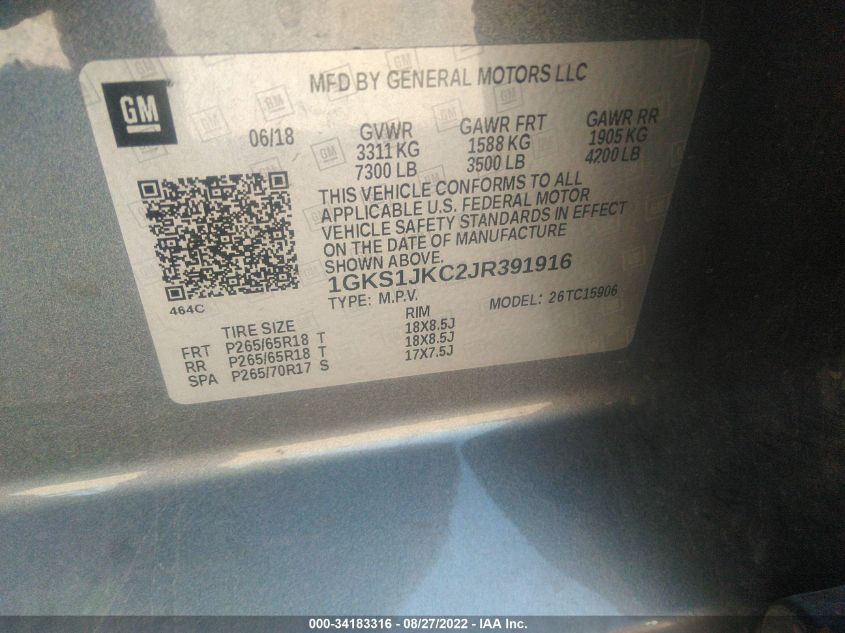 GM
MFD BY GENERAL MOTORS LLC
06/18
GVWR
3311 KG
7300 LB
GAWR FRT
1588 KG
3500 LB
GAWR RR
1905 KG
4200 LB
THIS VEHICLE CONFORMS TO ALL
APPLICABLE U.S. FEDERAL MOTOR
VEHICLE SAFETY STANDARDS IN EFFECT
ON THE DATE OF MANUFACTURE
SHOWN ABOVE.
1GKS1JKC2JR391916
464C
TYPE: M.P.V. MODEL: 26TC15906
TIRE SIZE RIM
FRT P265/65R18 T 18X8.5J
RR P265/65R18 T 18X8.5J
SPA P265/70R17 S 17X7.5J
000-34183316 - 08/27/2022 - IAA Inc.